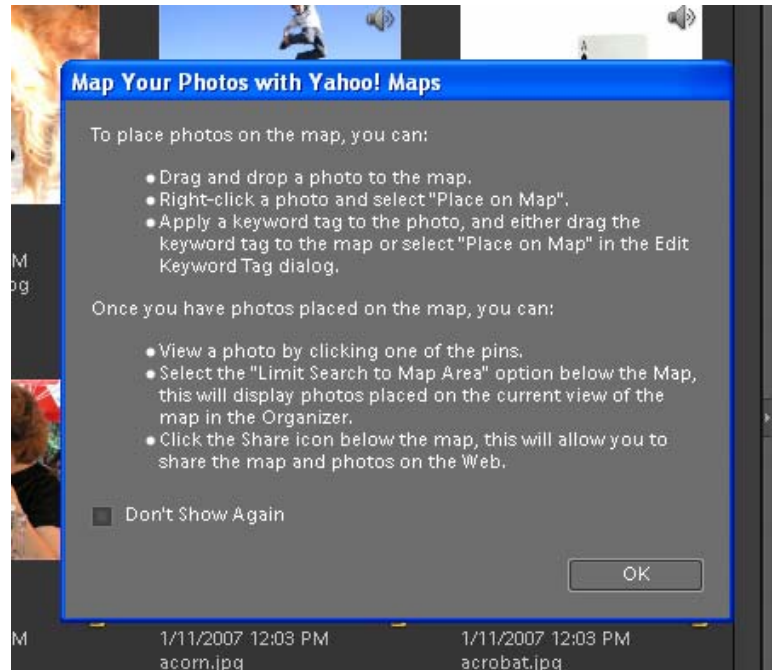 Map Your Photos with Yahoo! Maps
To place photos on the map, you can:
Drag and drop a photo to the map.
Right-click a photo and select "Place on Map".
Apply a keyword tag to the photo, and either drag the
keyword tag to the map or select "Place on Map" in the Edit
Keyword Tag dialog.
Once you have photos placed on the map, you can:
View a photo by clicking one of the pins.
Select the "Limit Search to Map Area" option below the Map,
this will display photos placed on the current view of the
map in the Organizer.
Click the Share icon below the map, this will allow you to
share the map and photos on the Web.
Don't Show Again
OK
M
M
1/11/2007 12:03 PM
1/11/2007 12:03 PM
acorn.jpg
acrobat.jpg